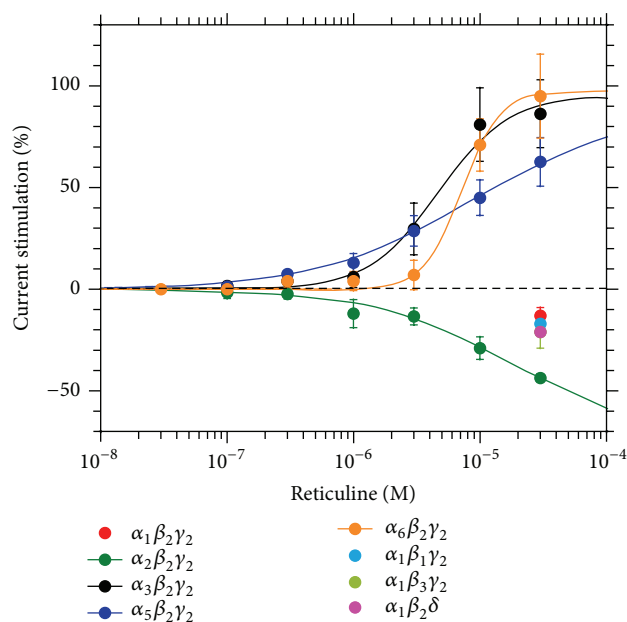 Current stimulation (%)
100
50
0
−50
10⁻⁸ 10⁻⁷ 10⁻⁶ 10⁻⁵ 10⁻⁴
Reticuline (M)
α₁β₂γ₂
α₂β₂γ₂
α₃β₂γ₂
α₅β₂γ₂
α₆β₂γ₂
α₁β₁γ₂
α₁β₃γ₂
α₁β₂δ